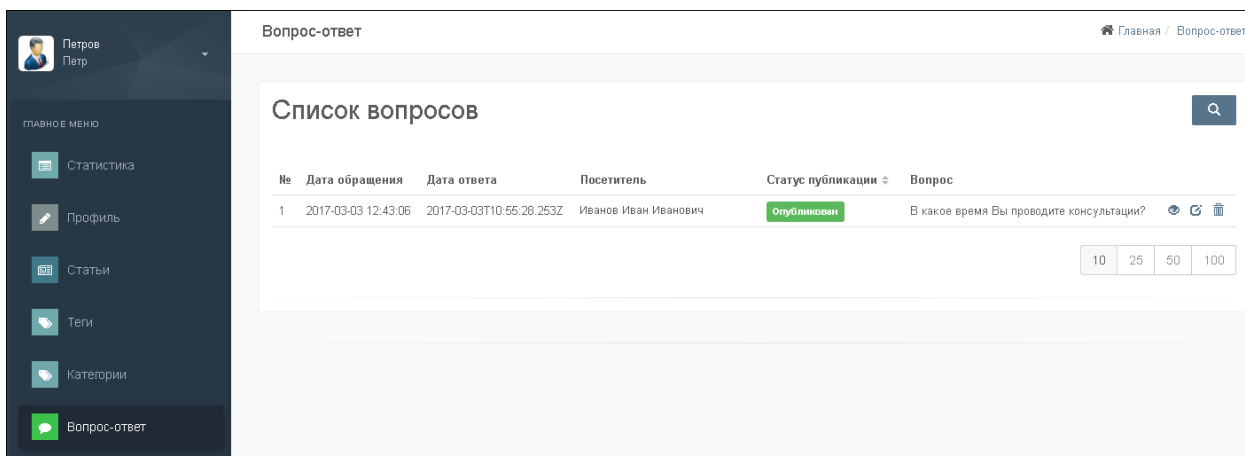 Петров
Петр
ГЛАВНОЕ МЕНЮ
Статистика
Профиль
Статьи
Теги
Категории
Вопрос-ответ
Вопрос-ответ
Главная / Вопрос-ответ
Список вопросов
№ Дата обращения Дата ответа Посетитель Статус публикации Вопрос
1 2017-03-03 12:43:06 2017-03-03T10:55:28.253Z Иванов Иван Иванович Опубликован В какое время Вы проводите консультации?
10 25 50 100